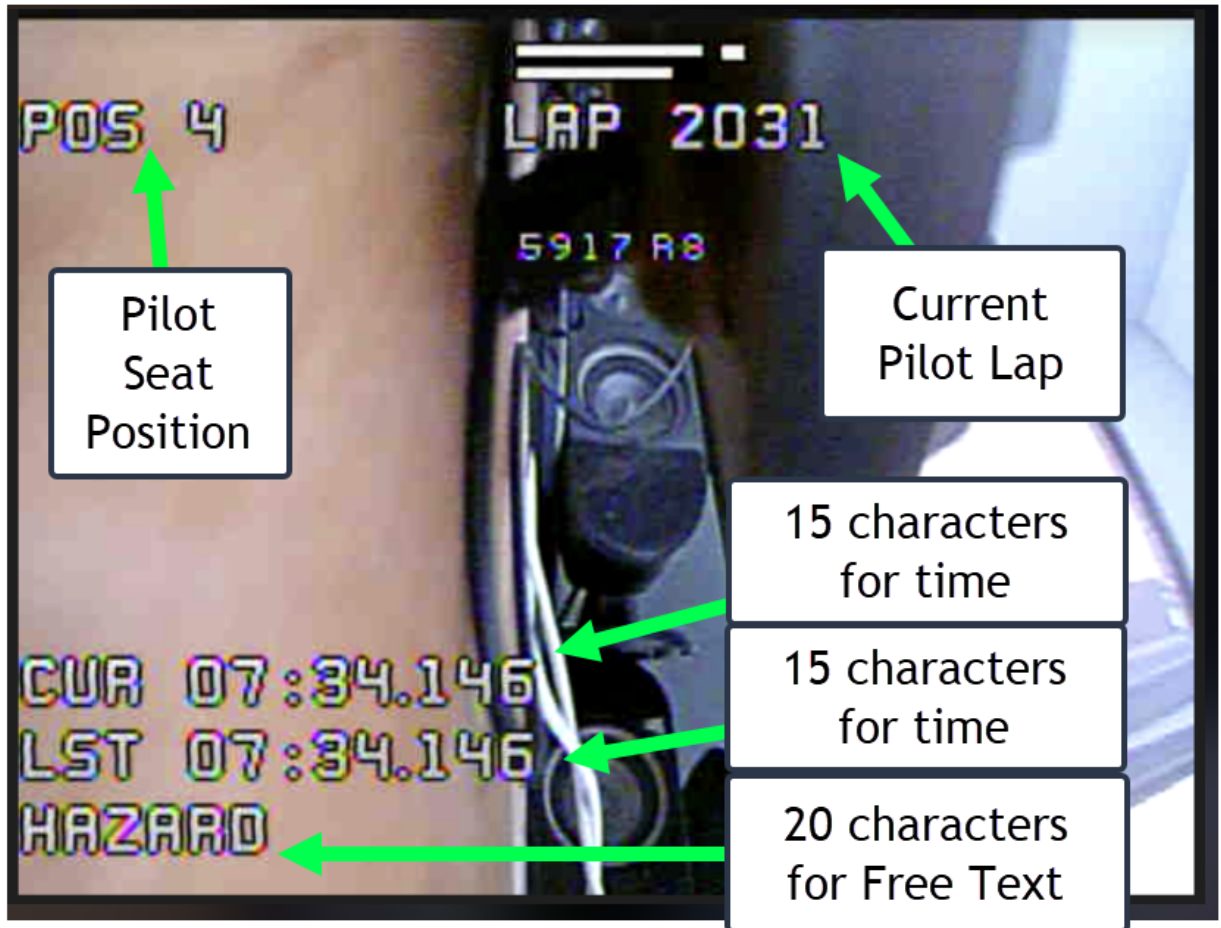 POS 4
LAP 2031
5917 R8
Pilot
Seat
Position
Current
Pilot Lap
15 characters
for time
CUR 07:34.146
15 characters
for time
LST 07:34.146
HAZARD
20 characters
for Free Text